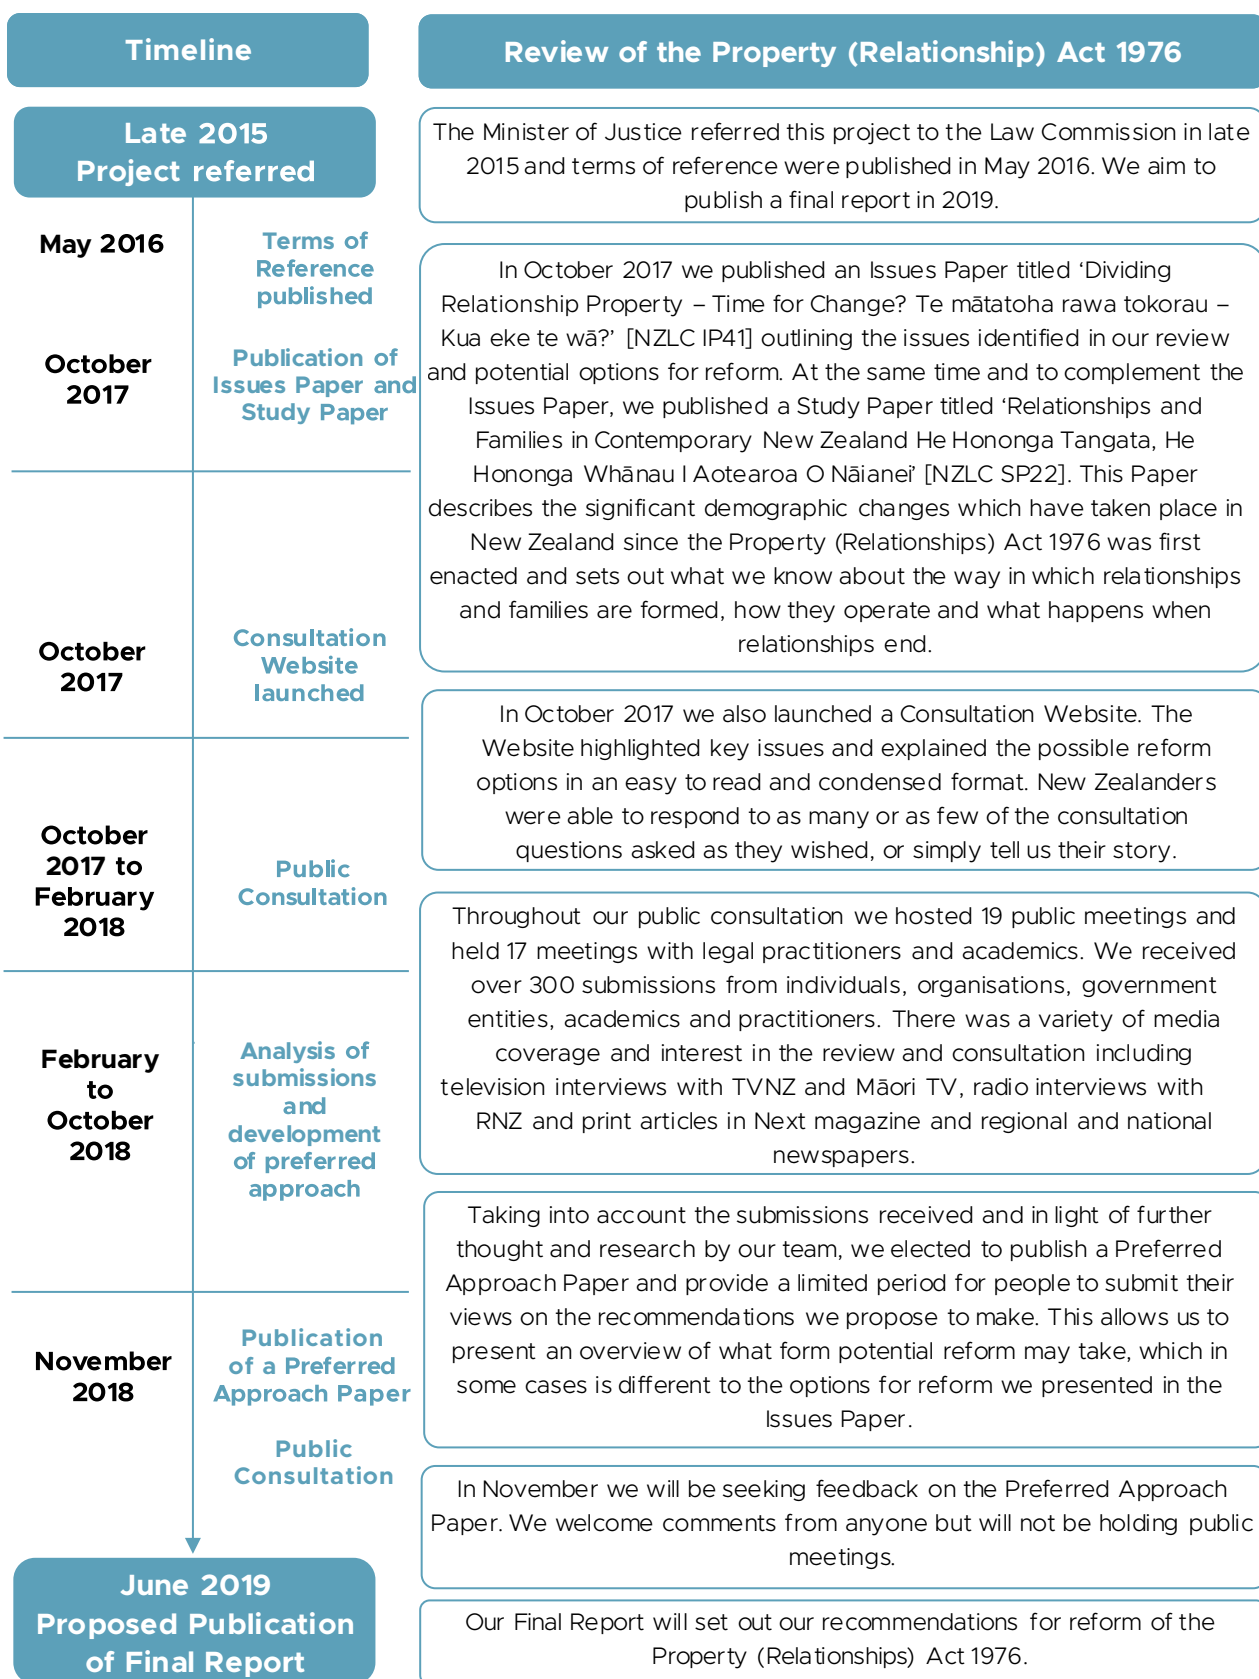 Timeline
Late 2015
Project referred
May 2016
Terms of
Reference
published
October
2017
Publication of
Issues Paper and
Study Paper
October
2017
Consultation
Website
launched
October
2017 to
February
2018
Public
Consultation
February
to
October
2018
Analysis of
submissions
and
development
of preferred
approach
November
2018
Publication
of a Preferred
Approach Paper
Public
Consultation
June 2019
Proposed Publication
of Final Report
Review of the Property (Relationship) Act 1976
The Minister of Justice referred this project to the Law Commission in late
2015 and terms of reference were published in May 2016. We aim to
publish a final report in 2019.
In October 2017 we published an Issues Paper titled ‘Dividing
Relationship Property – Time for Change? Te mātatoha rawa tokorau –
Kua eke te wā?’ [NZLC IP41] outlining the issues identified in our review
and potential options for reform. At the same time and to complement the
Issues Paper, we published a Study Paper titled ‘Relationships and
Families in Contemporary New Zealand He Hononga Tangata, He
Hononga Whānau I Aotearoa O Nāianei’ [NZLC SP22]. This Paper
describes the significant demographic changes which have taken place in
New Zealand since the Property (Relationships) Act 1976 was first
enacted and sets out what we know about the way in which relationships
and families are formed, how they operate and what happens when
relationships end.
In October 2017 we also launched a Consultation Website. The
Website highlighted key issues and explained the possible reform
options in an easy to read and condensed format. New Zealanders
were able to respond to as many or as few of the consultation
questions asked as they wished, or simply tell us their story.
Throughout our public consultation we hosted 19 public meetings and
held 17 meetings with legal practitioners and academics. We received
over 300 submissions from individuals, organisations, government
entities, academics and practitioners. There was a variety of media
coverage and interest in the review and consultation including
television interviews with TVNZ and Māori TV, radio interviews with
RNZ and print articles in Next magazine and regional and national
newspapers.
Taking into account the submissions received and in light of further
thought and research by our team, we elected to publish a Preferred
Approach Paper and provide a limited period for people to submit their
views on the recommendations we propose to make. This allows us to
present an overview of what form potential reform may take, which in
some cases is different to the options for reform we presented in the
Issues Paper.
In November we will be seeking feedback on the Preferred Approach
Paper. We welcome comments from anyone but will not be holding public
meetings.
Our Final Report will set out our recommendations for reform of the
Property (Relationships) Act 1976.